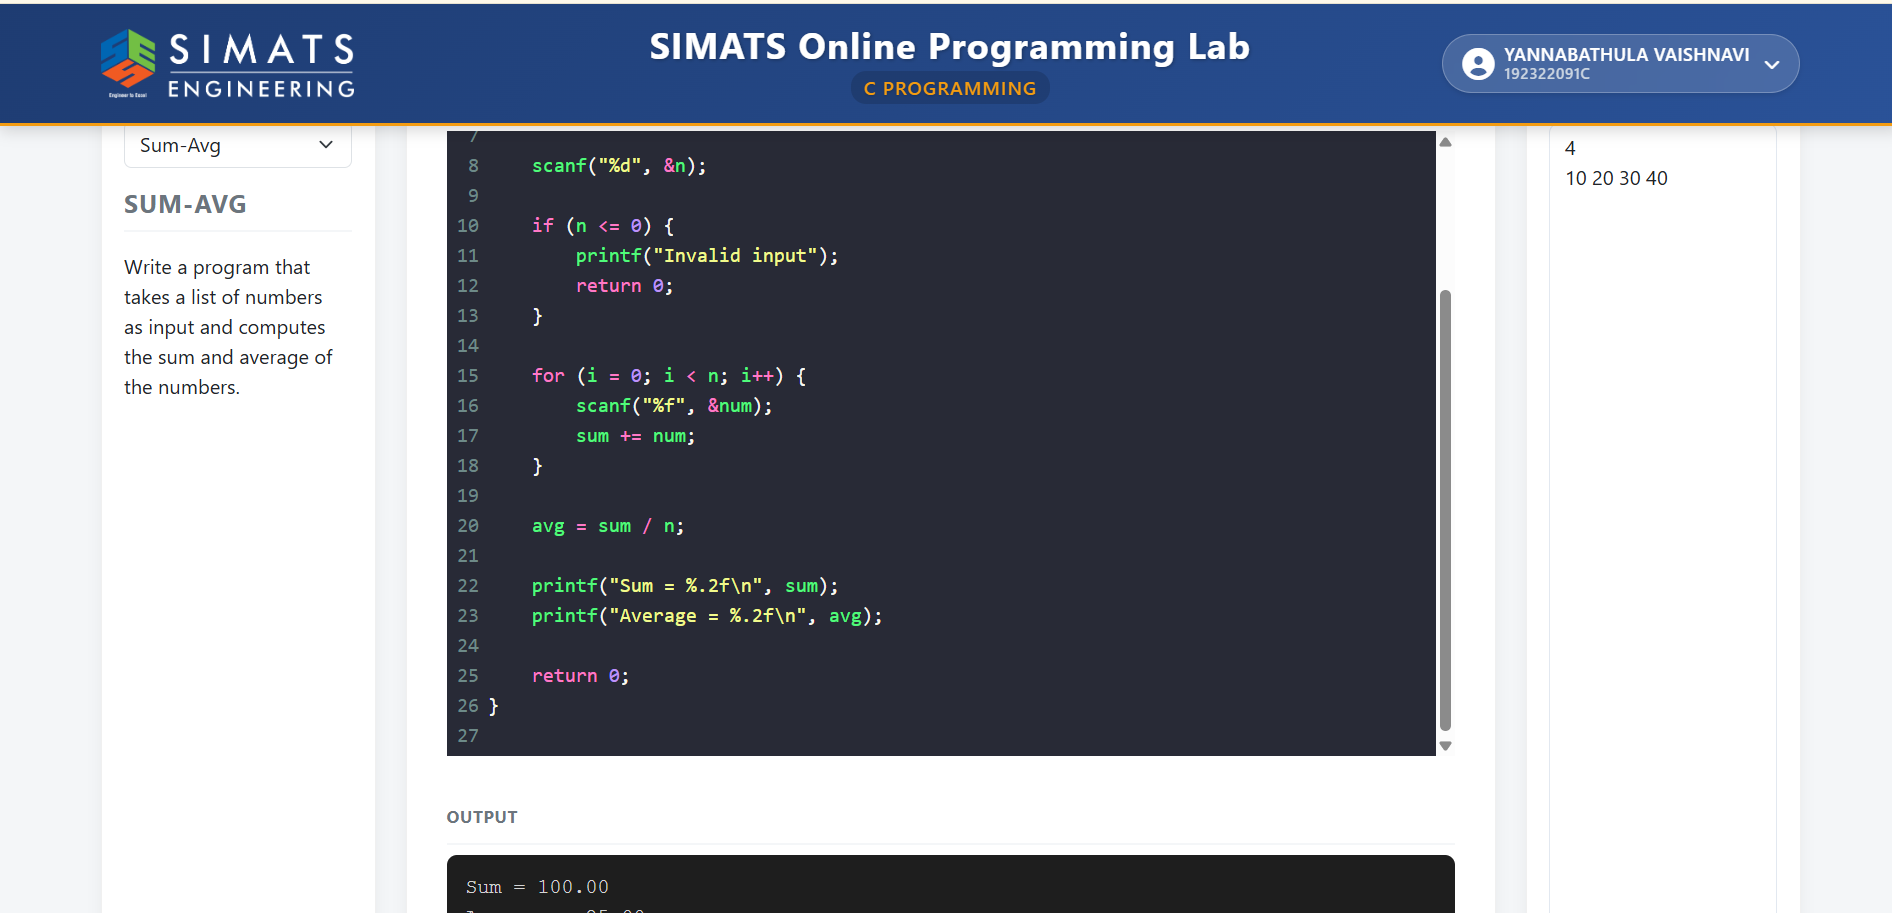 SIMATS
ENGINEERING
Engineer to Excel
SIMATS Online Programming Lab
C PROGRAMMING
YANNABATHULA VAISHNAVI
192322091C
Sum-Avg
SUM-AVG
Write a program that
takes a list of numbers
as input and computes
the sum and average of
the numbers.
7
8 scanf("%d", &n);
9
10 if (n <= 0) {
11 printf("Invalid input");
12 return 0;
13 }
14
15 for (i = 0; i < n; i++) {
16 scanf("%f", &num);
17 sum += num;
18 }
19
20 avg = sum / n;
21
22 printf("Sum = %.2f\n", sum);
23 printf("Average = %.2f\n", avg);
24
25 return 0;
26 }
27
OUTPUT
Sum = 100.00
4
10 20 30 40